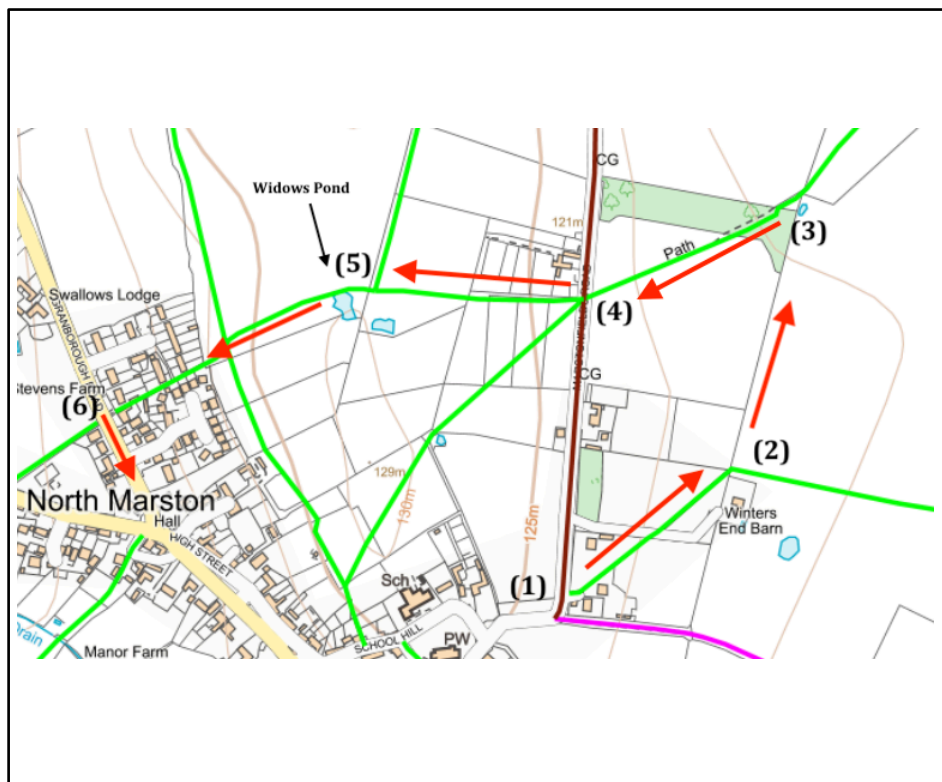 CG
Widows Pond
121m
(3)
Path
(5)
(4)
Swallows Lodge
CG
Stevens Farm
(6)
(2)
129m
130m
125m
North Marston
Hall
HIGH STREET
Winters
End Barn
(1)
Sch
SCHOOL HILL
PW
Drain
Manor Farm